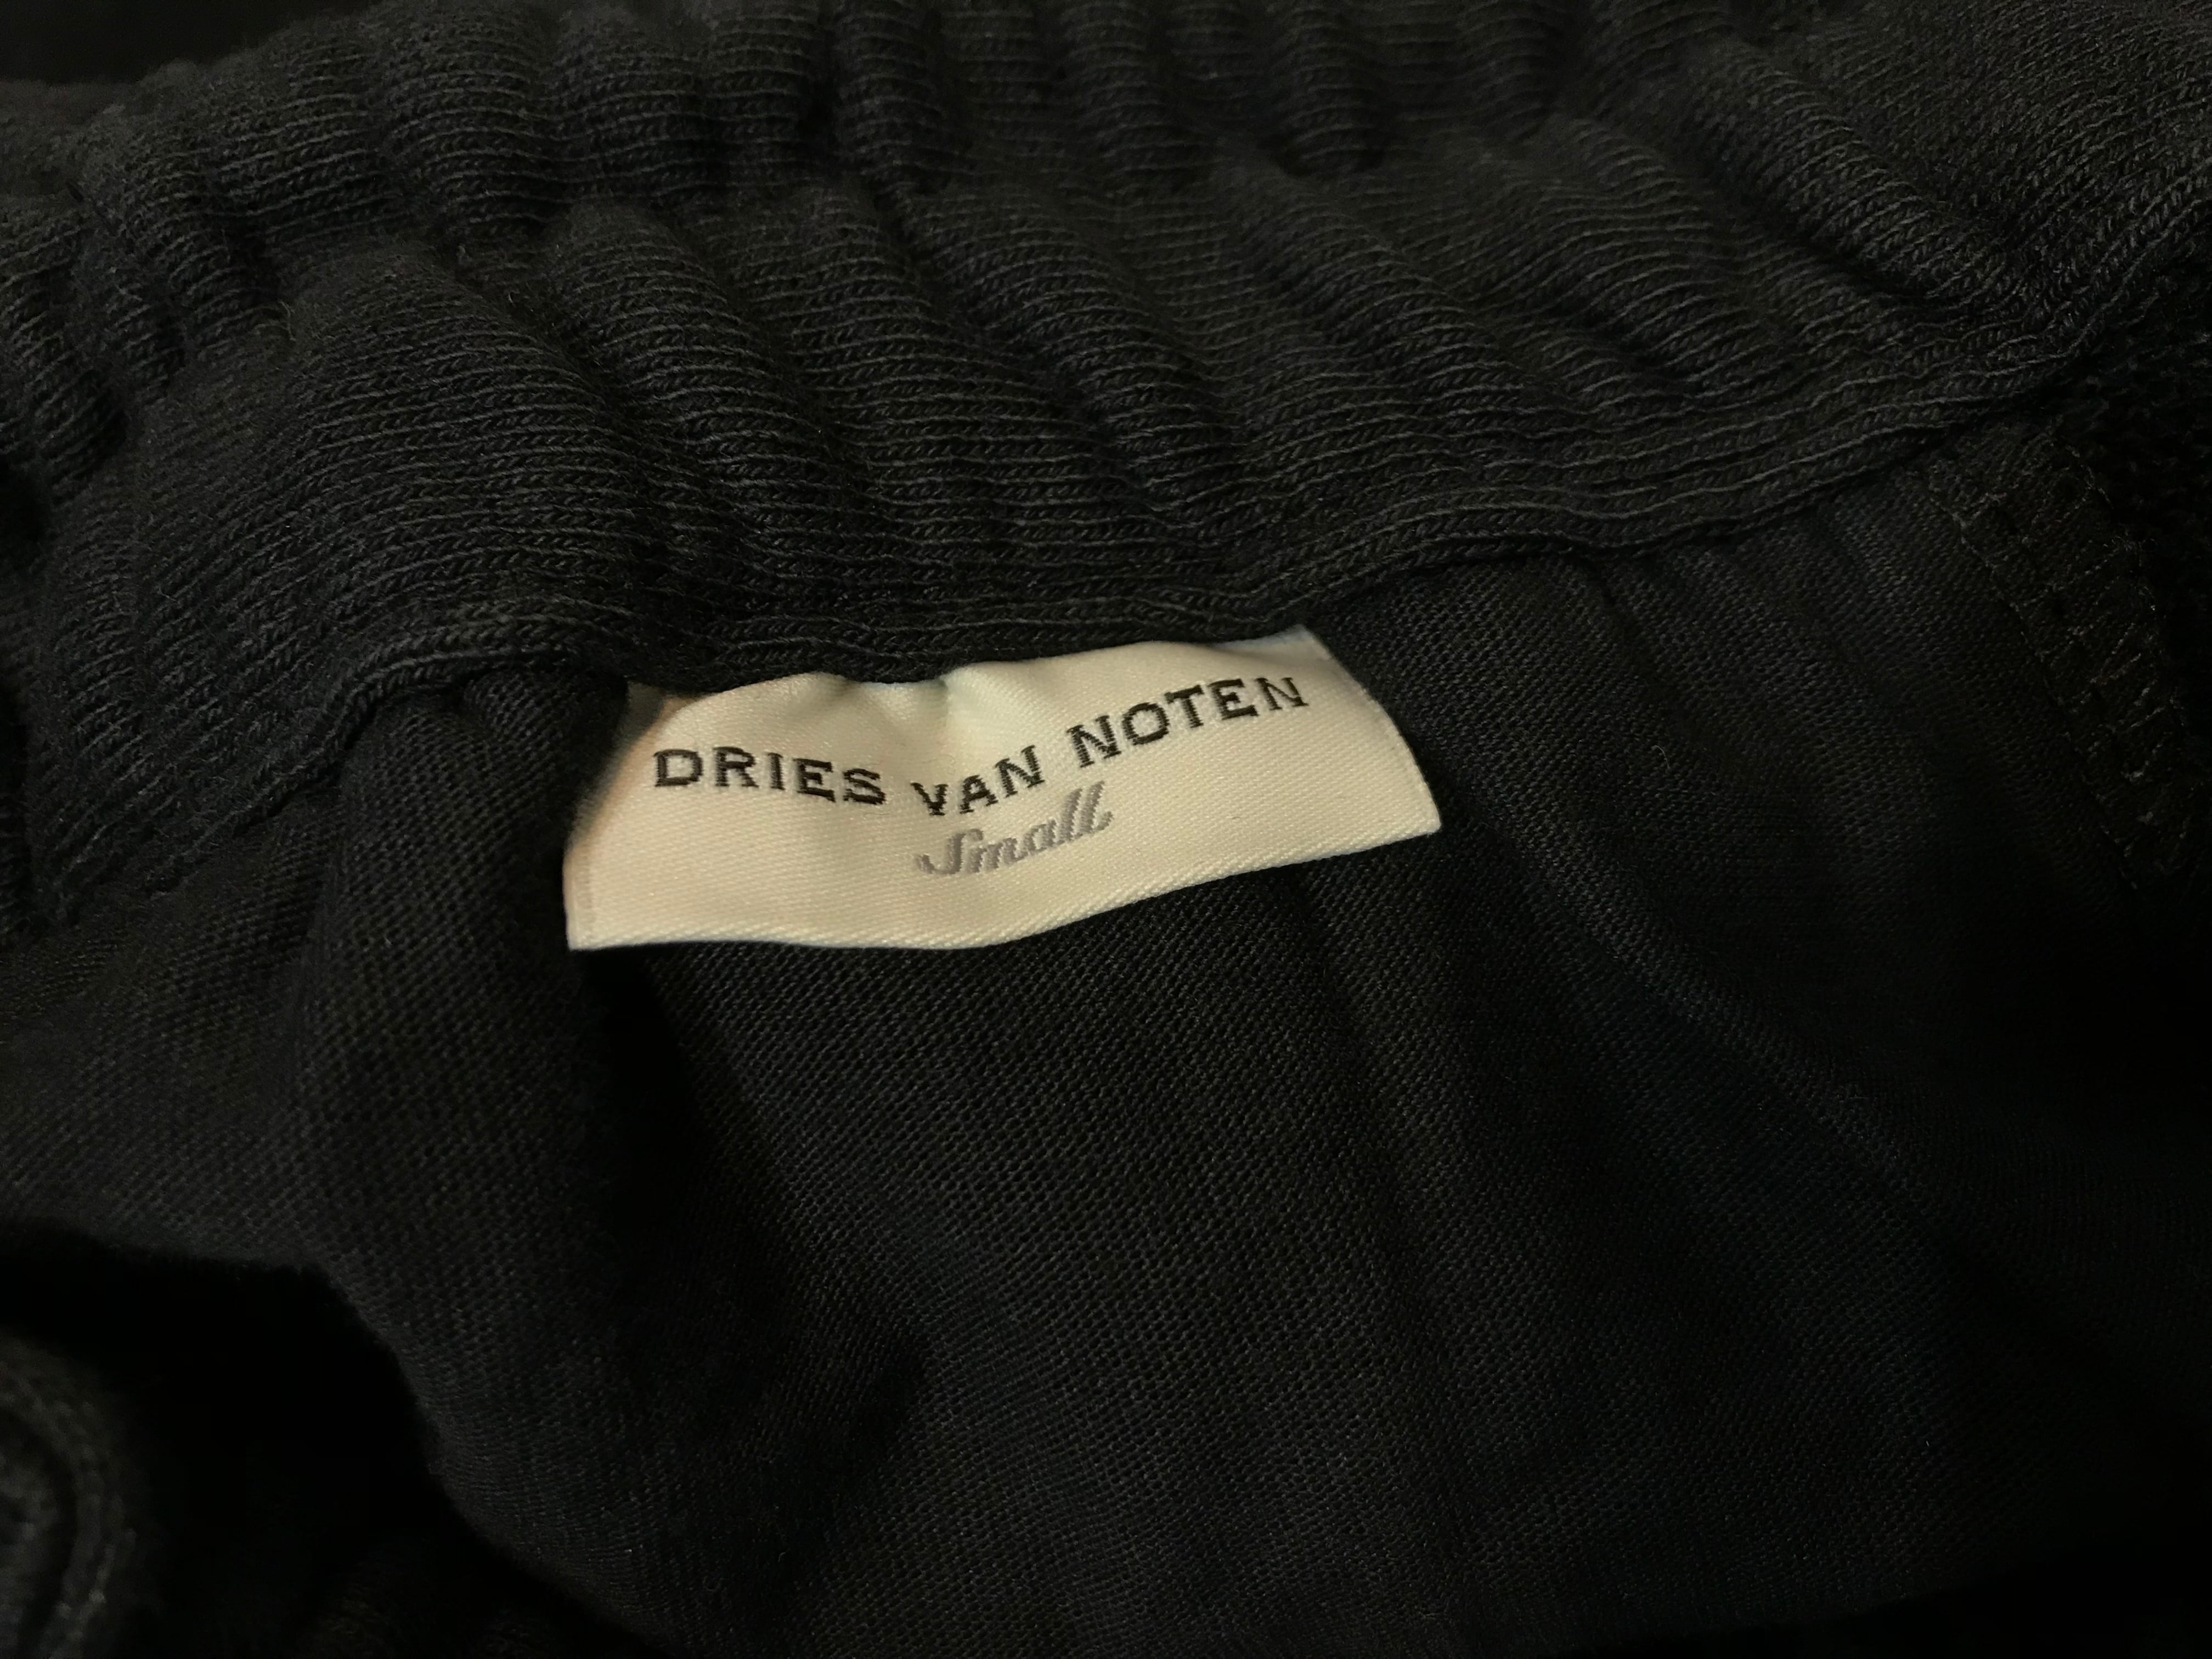 DRIES VAN NOTEN
Small